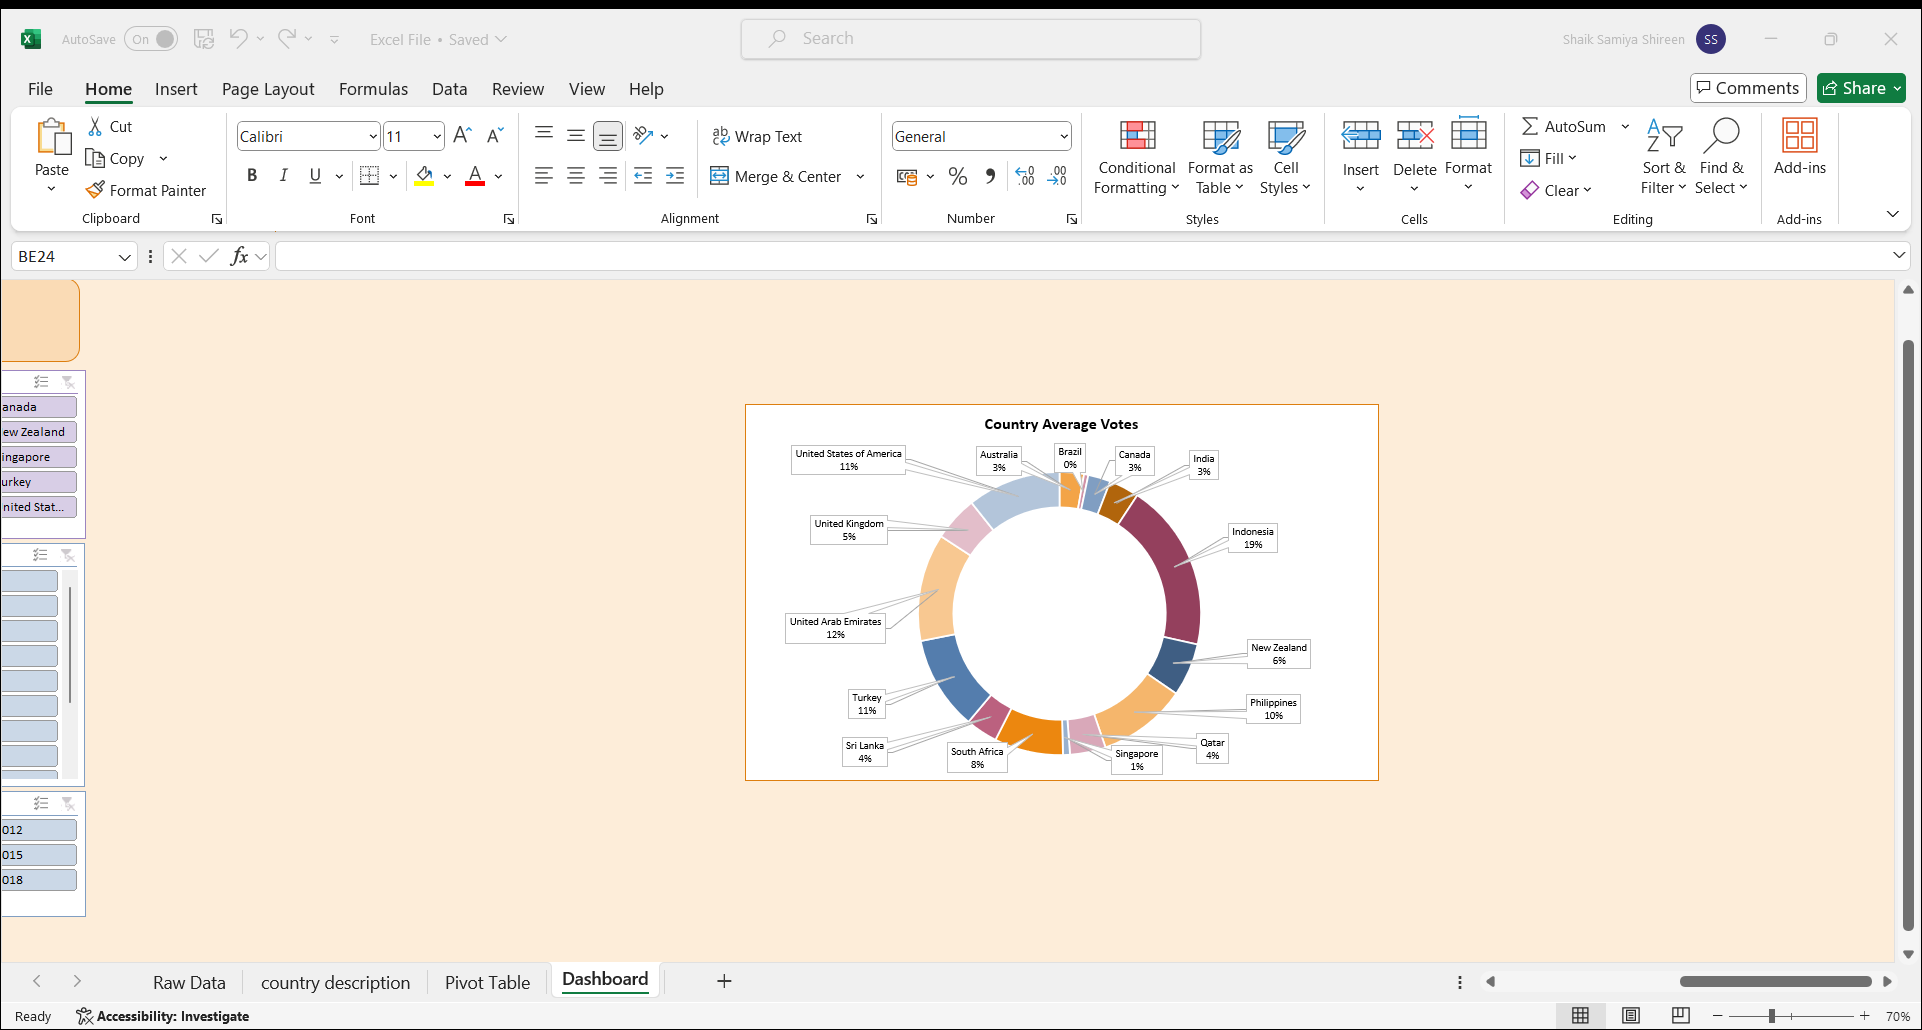 AutoSave On Excel File • Saved Search Shaik Samiya Shireen SS
File Home Insert Page Layout Formulas Data Review View Help Comments Share
Paste Cut Copy Format Painter
Clipboard
Calibri 11
B I U A
Font
Wrap Text
Merge & Center
Alignment
General
Number
Conditional Formatting
Format as Table
Cell Styles
Styles
Insert Delete Format
Cells
AutoSum
Fill
Clear
Sort & Filter
Find & Select
Editing
Add-ins
Add-ins
BE24 fx
anada
ew Zealand
ingapore
urkey
nited Stat...
012
015
018
Country Average Votes
United States of America
11%
Australia
3%
Brazil
0%
Canada
3%
India
3%
United Kingdom
5%
Indonesia
19%
United Arab Emirates
12%
New Zealand
6%
Turkey
11%
Philippines
10%
Sri Lanka
4%
South Africa
8%
Singapore
1%
Qatar
4%
Raw Data country description Pivot Table Dashboard
Ready Accessibility: Investigate 70%